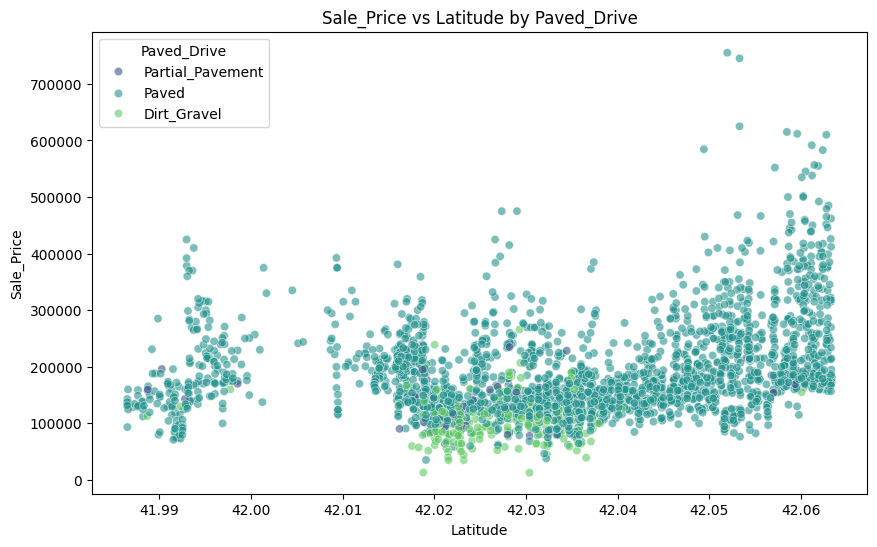 Sale_Price vs Latitude by Paved_Drive
Paved_Drive
Partial_Pavement
Paved
Dirt_Gravel
Sale_Price
700000
600000
500000
400000
300000
200000
100000
0
41.99
42.00
42.01
42.02
42.03
42.04
42.05
42.06
Latitude